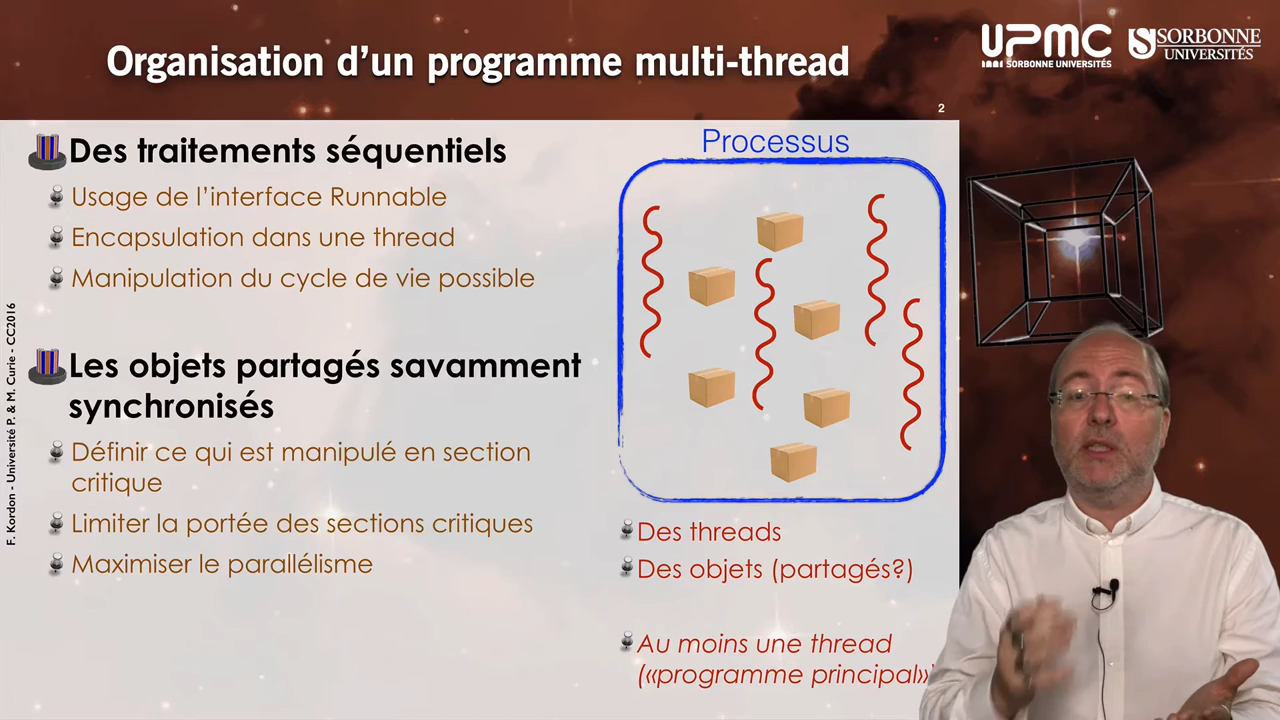 Organisation d'un programme multi-thread
UPMC
SORBONNE UNIVERSITÉS
SORBONNE
UNIVERSITÉS
2
Des traitements séquentiels
Usage de l'interface Runnable
Encapsulation dans une thread
Manipulation du cycle de vie possible
Les objets partagés savamment
synchronisés
Définir ce qui est manipulé en section
critique
Limiter la portée des sections critiques
Maximiser le parallélisme
Processus
Des threads
Des objets (partagés?)
Au moins une thread
(«programme principal»)
F. Kordon - Université P. & M. Curie - CC2016